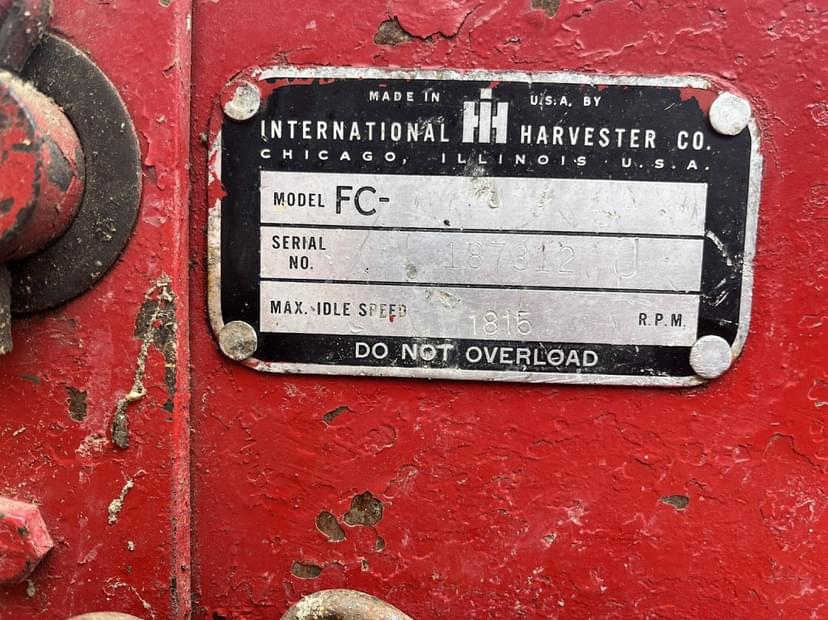 MADE IN IH U.S.A. BY
INTERNATIONAL HARVESTER CO.
CHICAGO, ILLINOIS U.S.A.
MODEL FC-
SERIAL NO. 187312 J
MAX. IDLE SPEED 1815 R.P.M.
DO NOT OVERLOAD